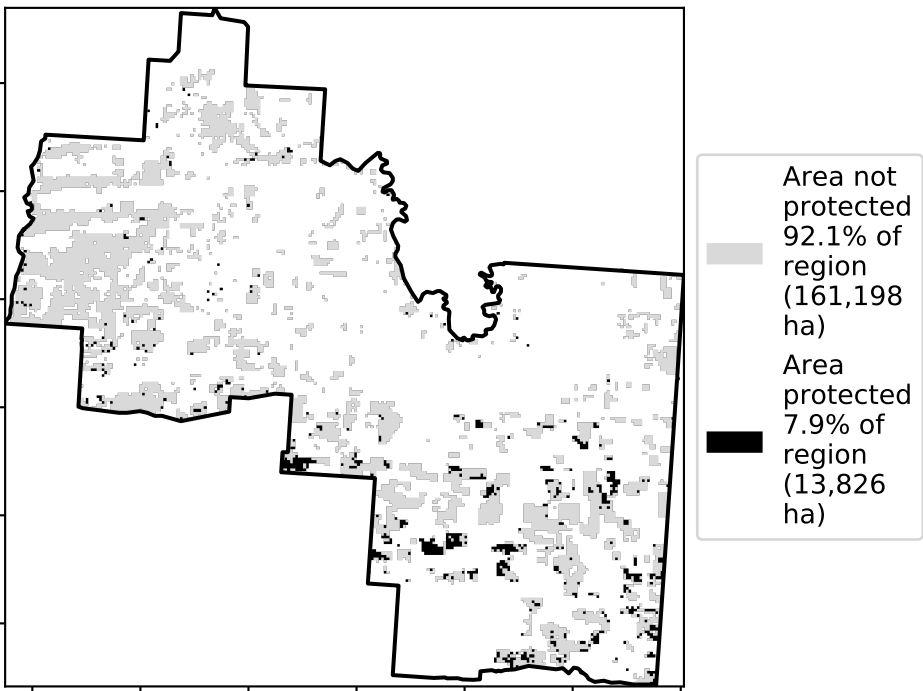 Area not
protected
92.1% of
region
(161,198
ha)
Area
protected
7.9% of
region
(13,826
ha)